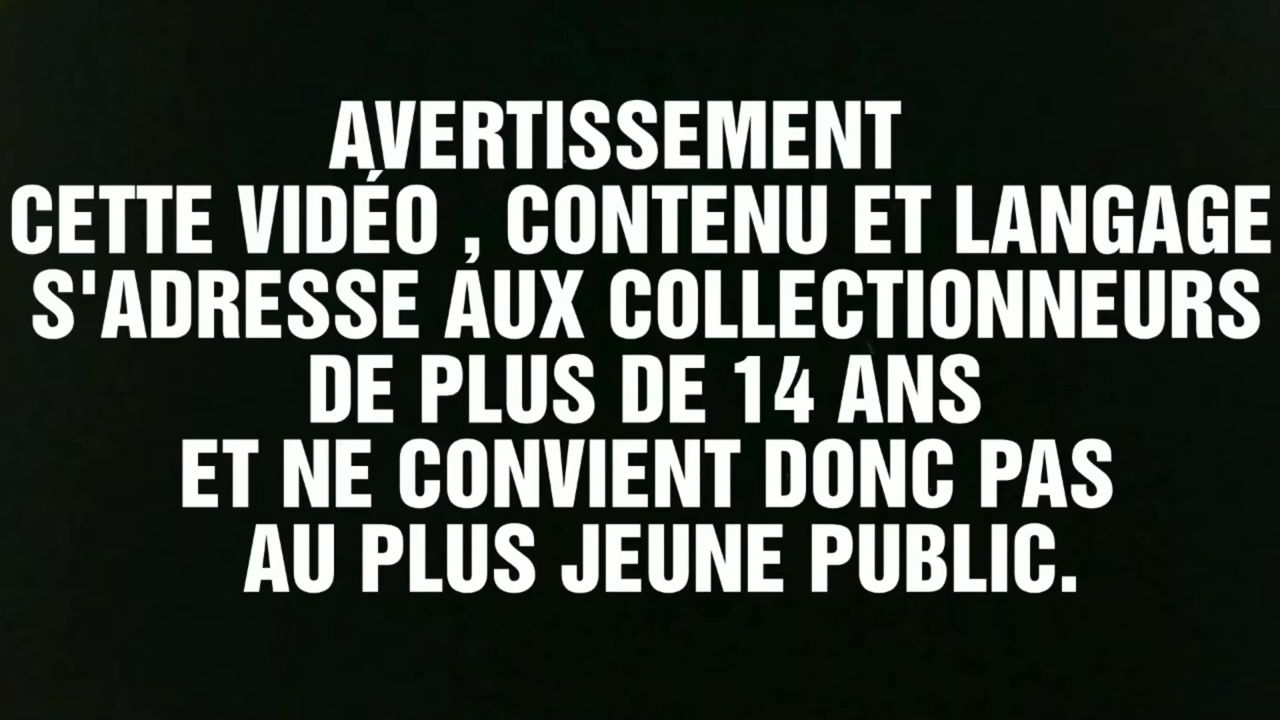 AVERTISSEMENT
CETTE VIDÉO , CONTENU ET LANGAGE
S'ADRESSE AUX COLLECTIONNEURS
DE PLUS DE 14 ANS
ET NE CONVIENT DONC PAS
AU PLUS JEUNE PUBLIC.